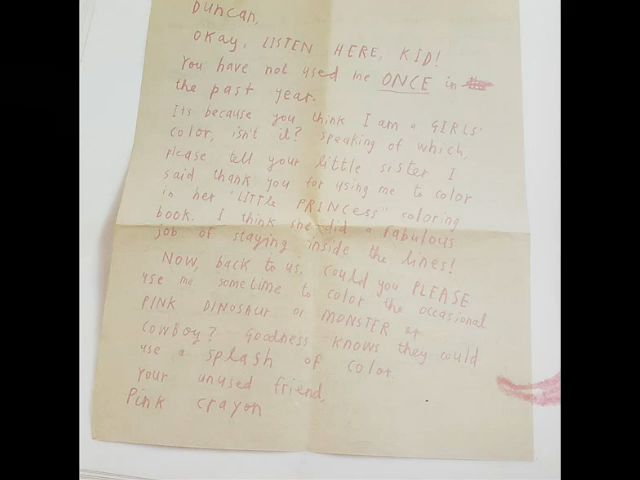 Duncan,
OKay, LISTEN HERE, KID!
You have not used me ONCE in
the past year.
Its because you think I am a GIRLS'
color, isn't it? speaking of which,
please tell your little sister I
said thank you for using me to color
in her "LITTLE PRINCESS" coloring
book. I think she did a fabulous
job of staying inside the lines!
NOW, back to us. Could you PLEASE
use me sometime to color the occasional
PINK DINOSAUR or MONSTER or
COWBOY? Goodness KNOWS they could
use a splash of color.
Your unused friend,
Pink crayon